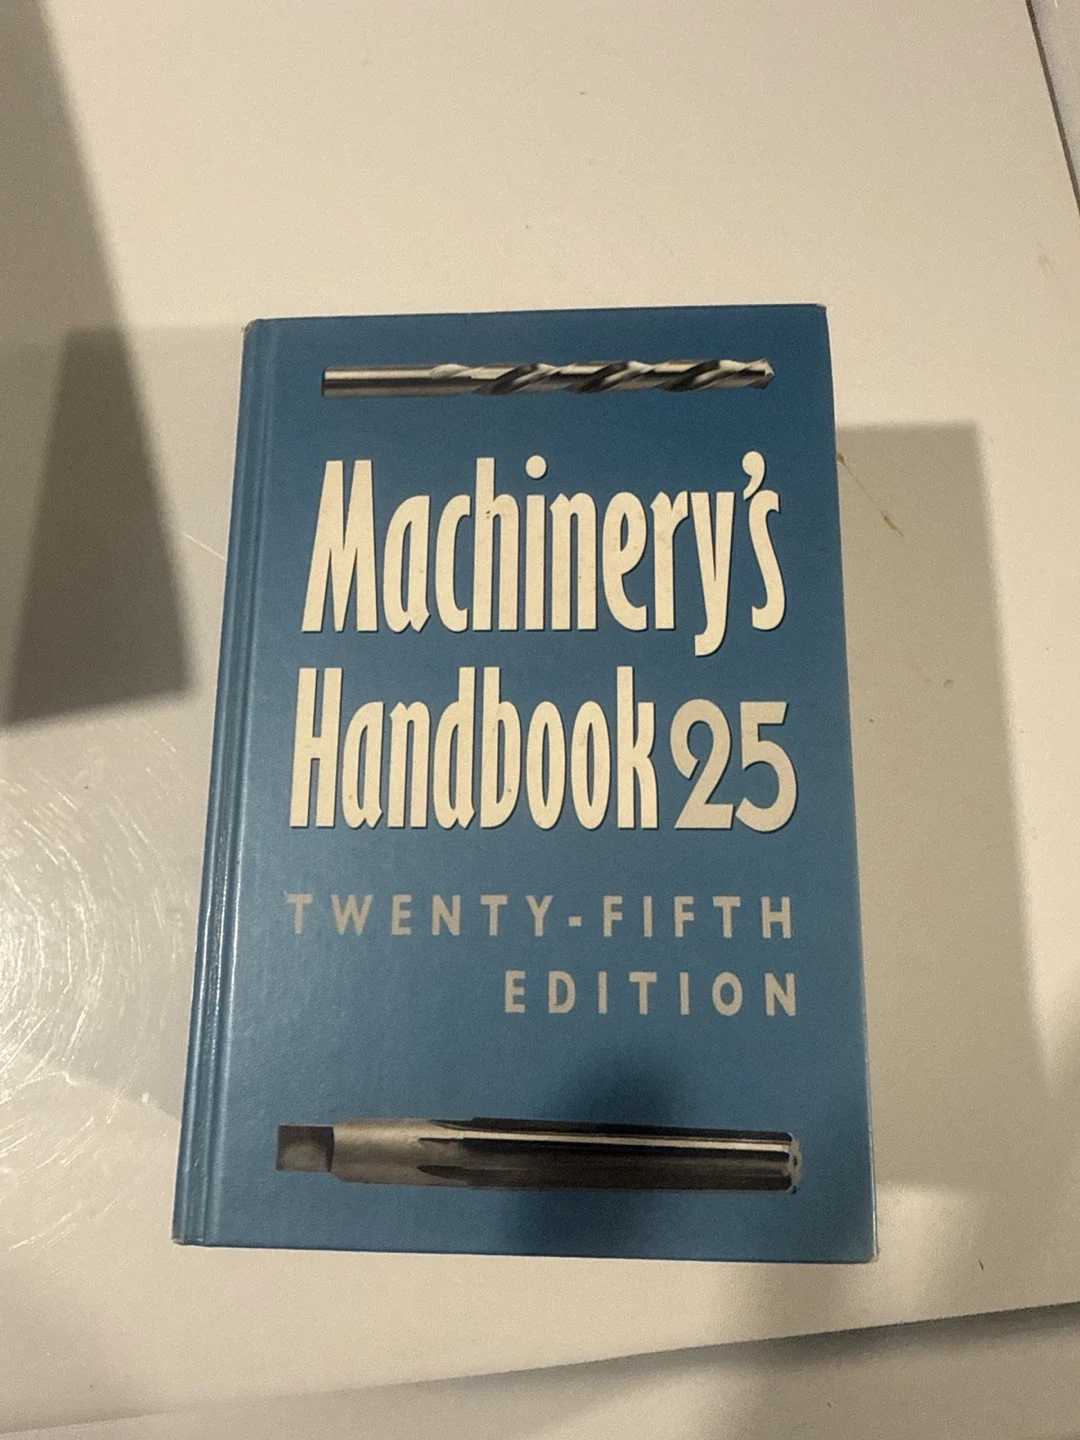 Machinery's
Handbook 25
TWENTY-FIFTH
EDITION